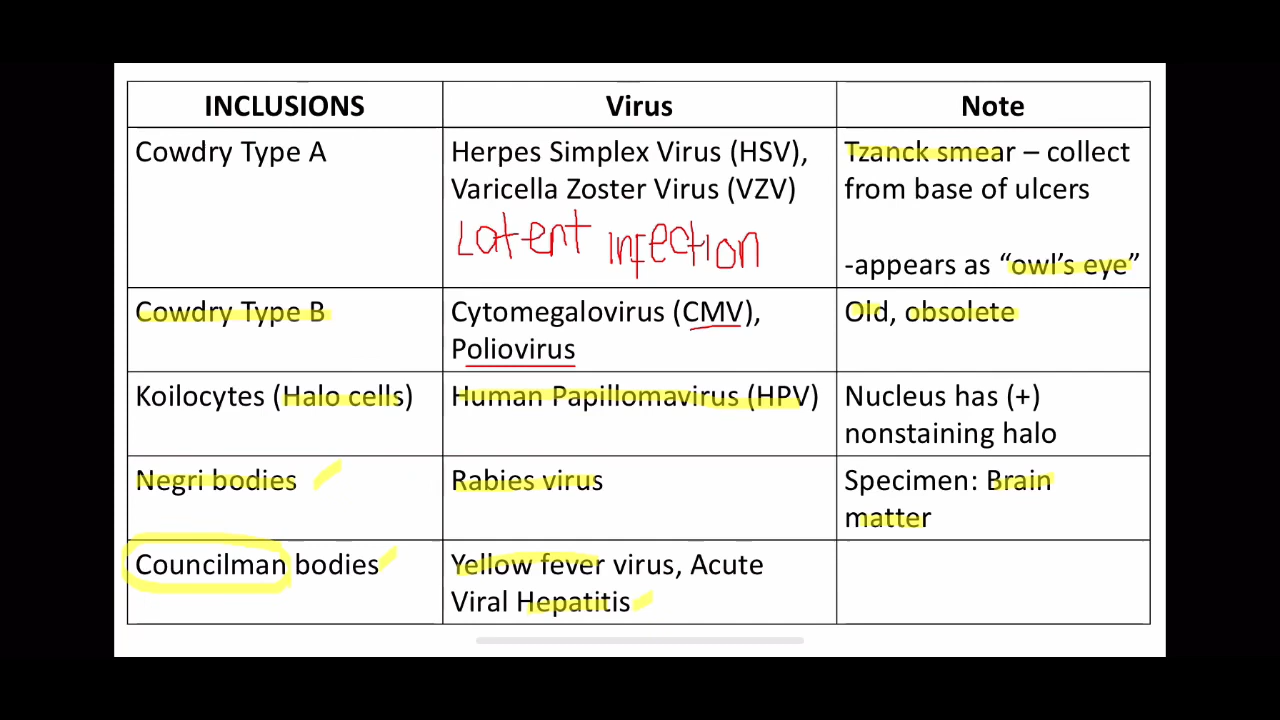 INCLUSIONS
Virus
Note
Cowdry Type A
Herpes Simplex Virus (HSV),
Varicella Zoster Virus (VZV)
Latent infection
Tzanck smear – collect
from base of ulcers
-appears as “owl’s eye”
Cowdry Type B
Cytomegalovirus (CMV),
Poliovirus
Old, obsolete
Koilocytes (Halo cells)
Human Papillomavirus (HPV)
Nucleus has (+)
nonstaining halo
Negri bodies
Rabies virus
Specimen: Brain
matter
Councilman bodies
Yellow fever virus, Acute
Viral Hepatitis